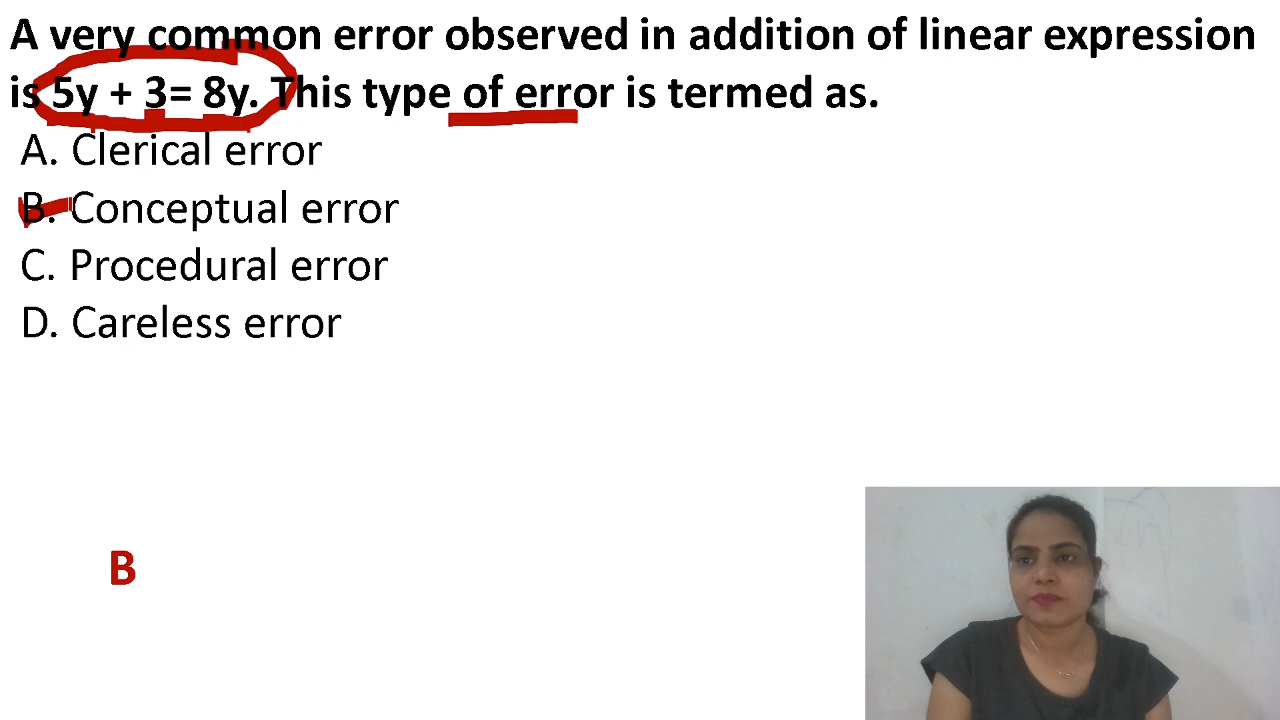 A very common error observed in addition of linear expression
is 5y + 3= 8y. This type of error is termed as.
A. Clerical error
B. Conceptual error
C. Procedural error
D. Careless error
B